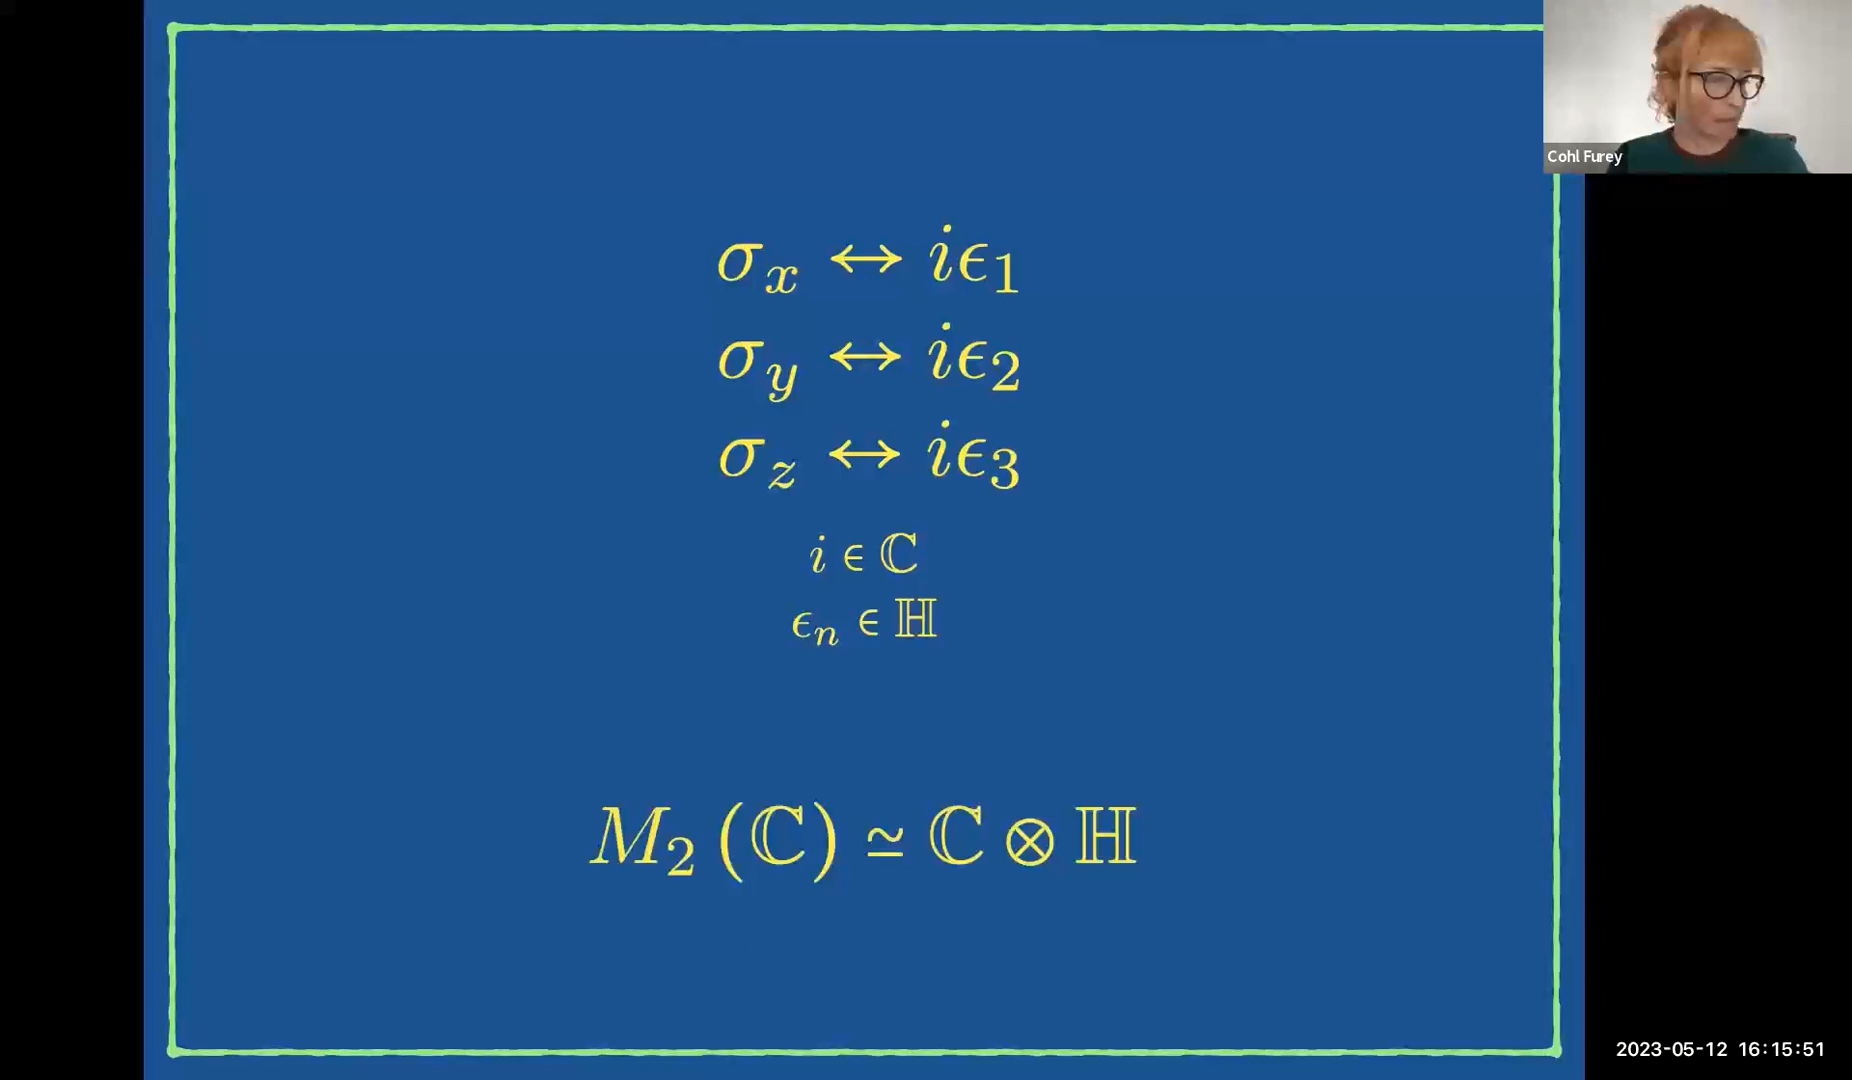 Cohl Furey
σ_x ↔ iϵ_1
σ_y ↔ iϵ_2
σ_z ↔ iϵ_3
i ∈ ℂ
ϵ_n ∈ ℍ
M_2 (ℂ) ≃ ℂ ⊗ ℍ
2023-05-12 16:15:51